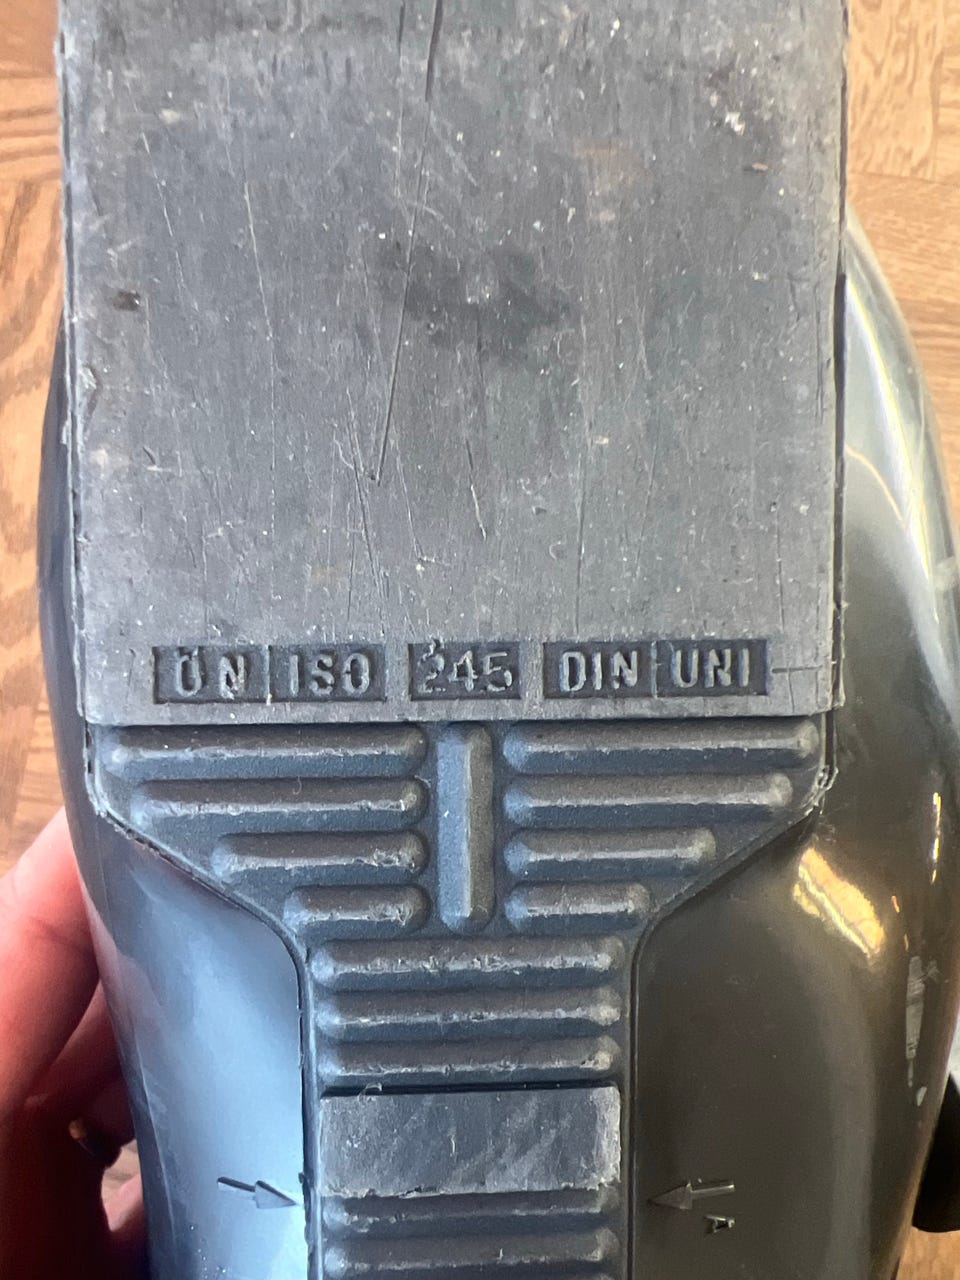 ÖN ISO 245 DIN UNI